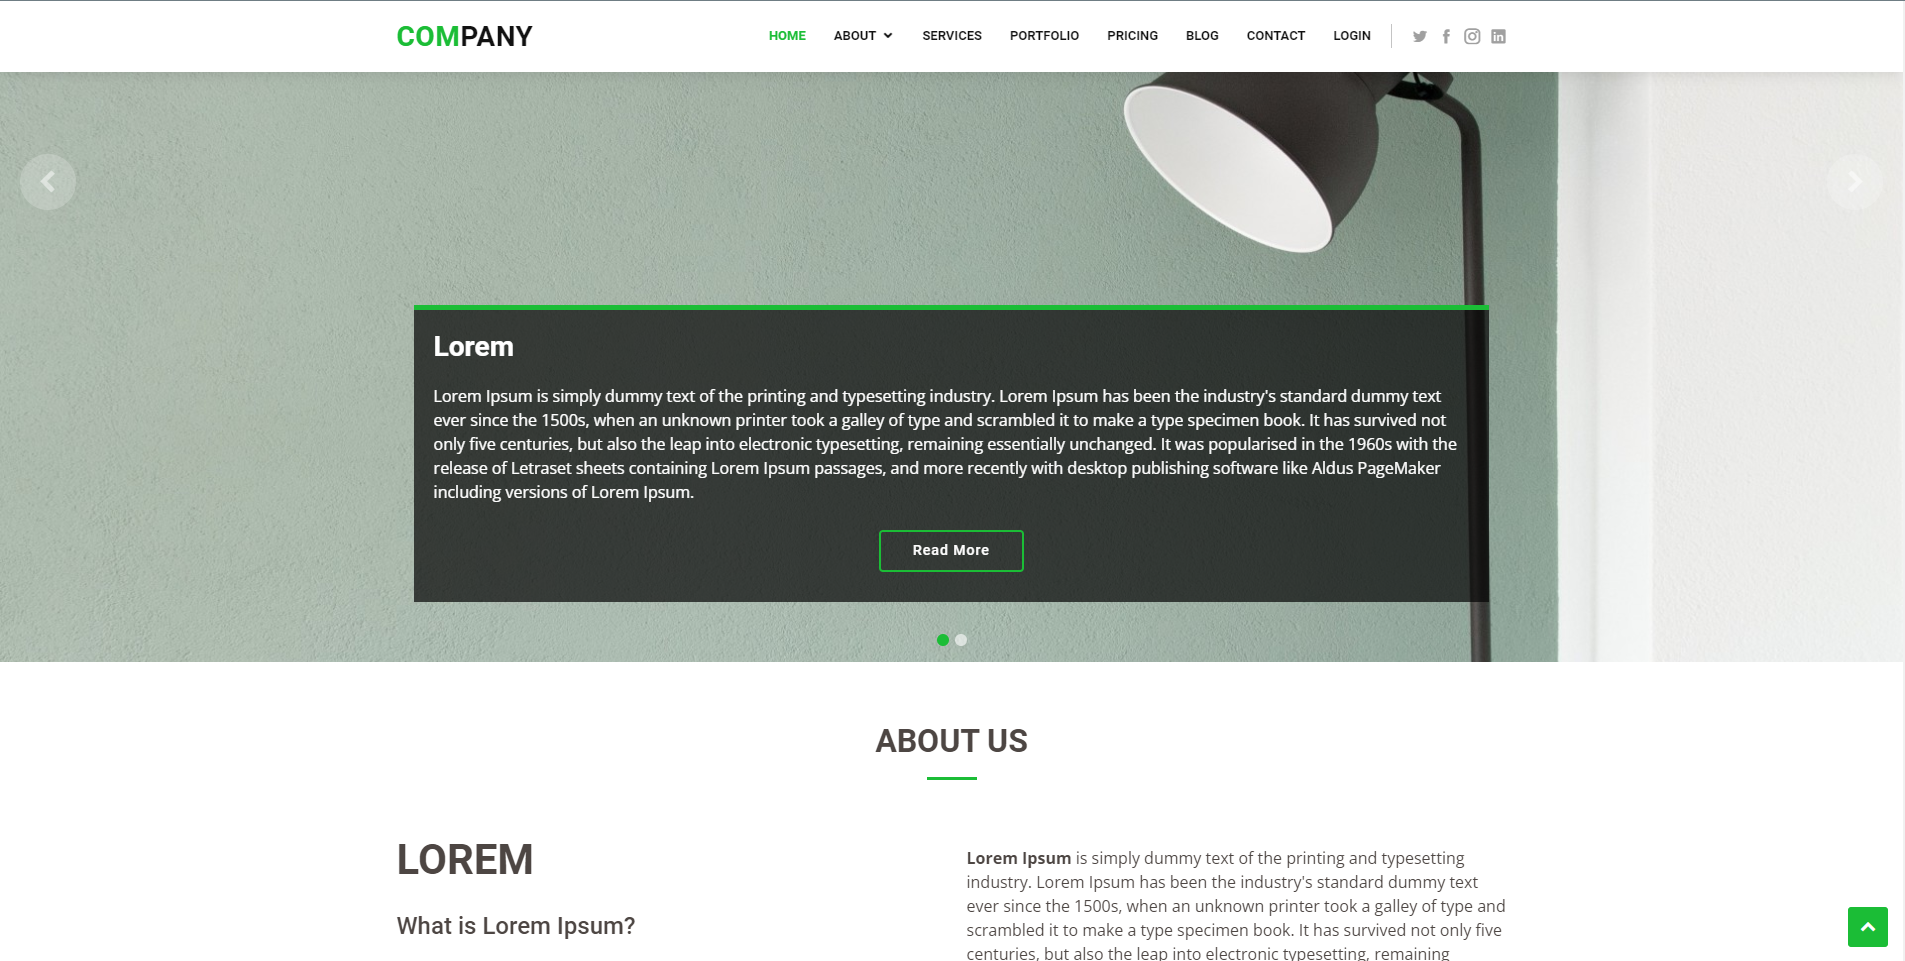 COMPANY
HOME ABOUT SERVICES PORTFOLIO PRICING BLOG CONTACT LOGIN
Lorem
Lorem Ipsum is simply dummy text of the printing and typesetting industry. Lorem Ipsum has been the industry's standard dummy text
ever since the 1500s, when an unknown printer took a galley of type and scrambled it to make a type specimen book. It has survived not
only five centuries, but also the leap into electronic typesetting, remaining essentially unchanged. It was popularised in the 1960s with the
release of Letraset sheets containing Lorem Ipsum passages, and more recently with desktop publishing software like Aldus PageMaker
including versions of Lorem Ipsum.
Read More
ABOUT US
LOREM
What is Lorem Ipsum?
Lorem Ipsum is simply dummy text of the printing and typesetting
industry. Lorem Ipsum has been the industry's standard dummy text
ever since the 1500s, when an unknown printer took a galley of type and
scrambled it to make a type specimen book. It has survived not only five
centuries, but also the leap into electronic typesetting, remaining